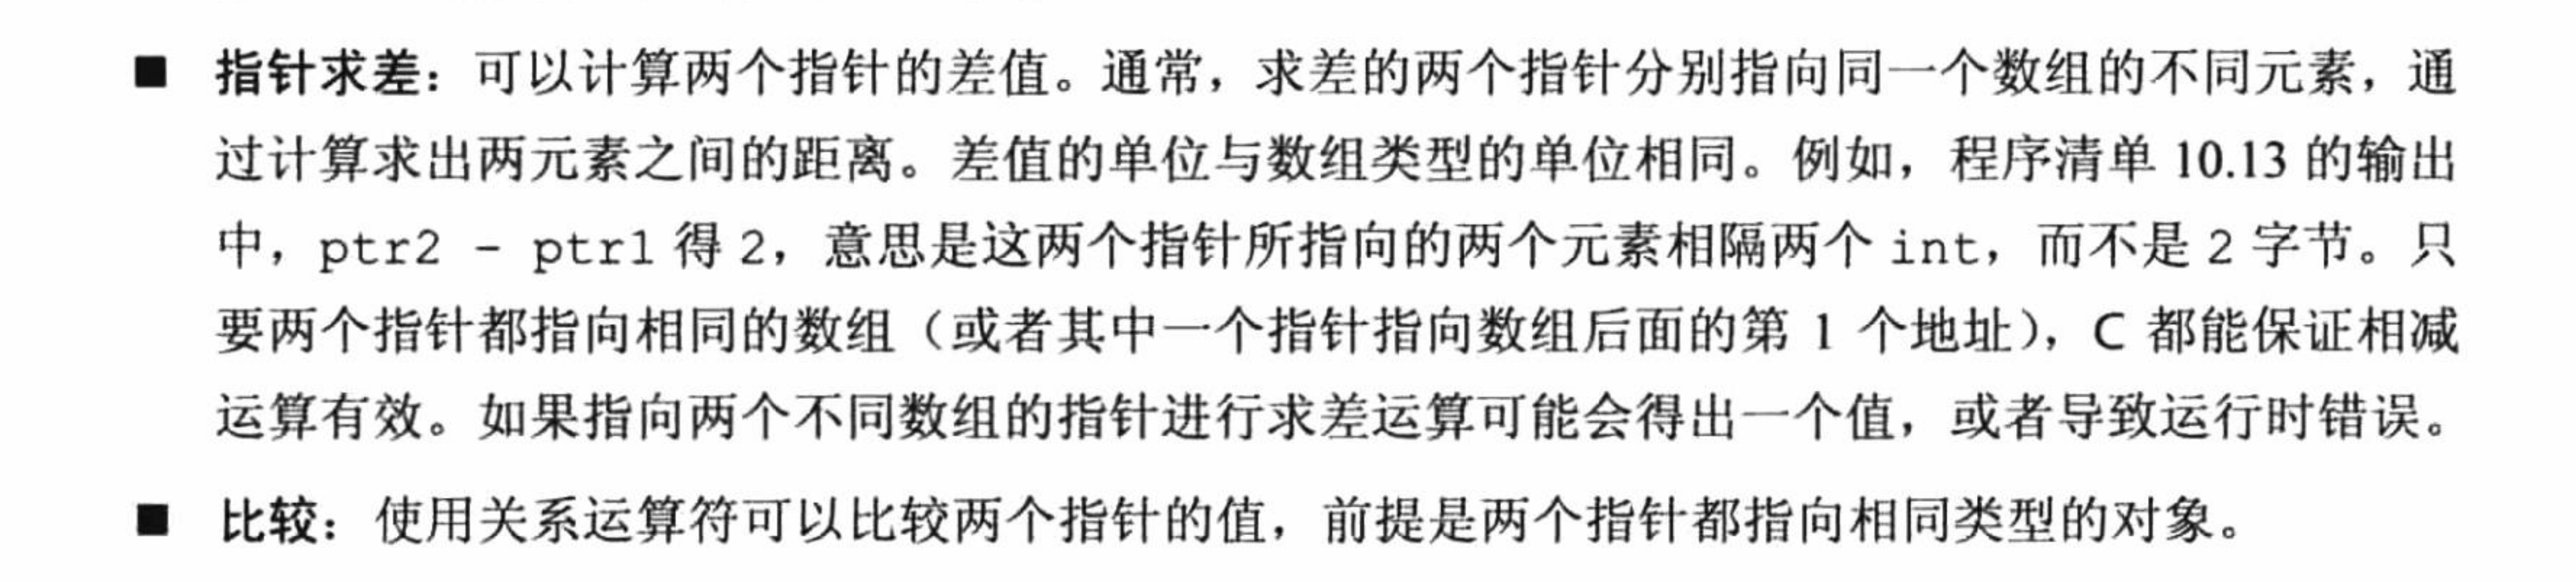 ■ 指针求差：可以计算两个指针的差值。通常，求差的两个指针分别指向同一个数组的不同元素，通
过计算求出两元素之间的距离。差值的单位与数组类型的单位相同。例如，程序清单 10.13 的输出
中，ptr2 - ptr1 得 2，意思是这两个指针所指向的两个元素相隔两个 int，而不是 2 字节。只
要两个指针都指向相同的数组（或者其中一个指针指向数组后面的第 1 个地址），C 都能保证相减
运算有效。如果指向两个不同数组的指针进行求差运算可能会得出一个值，或者导致运行时错误。
■ 比较：使用关系运算符可以比较两个指针的值，前提是两个指针都指向相同类型的对象。